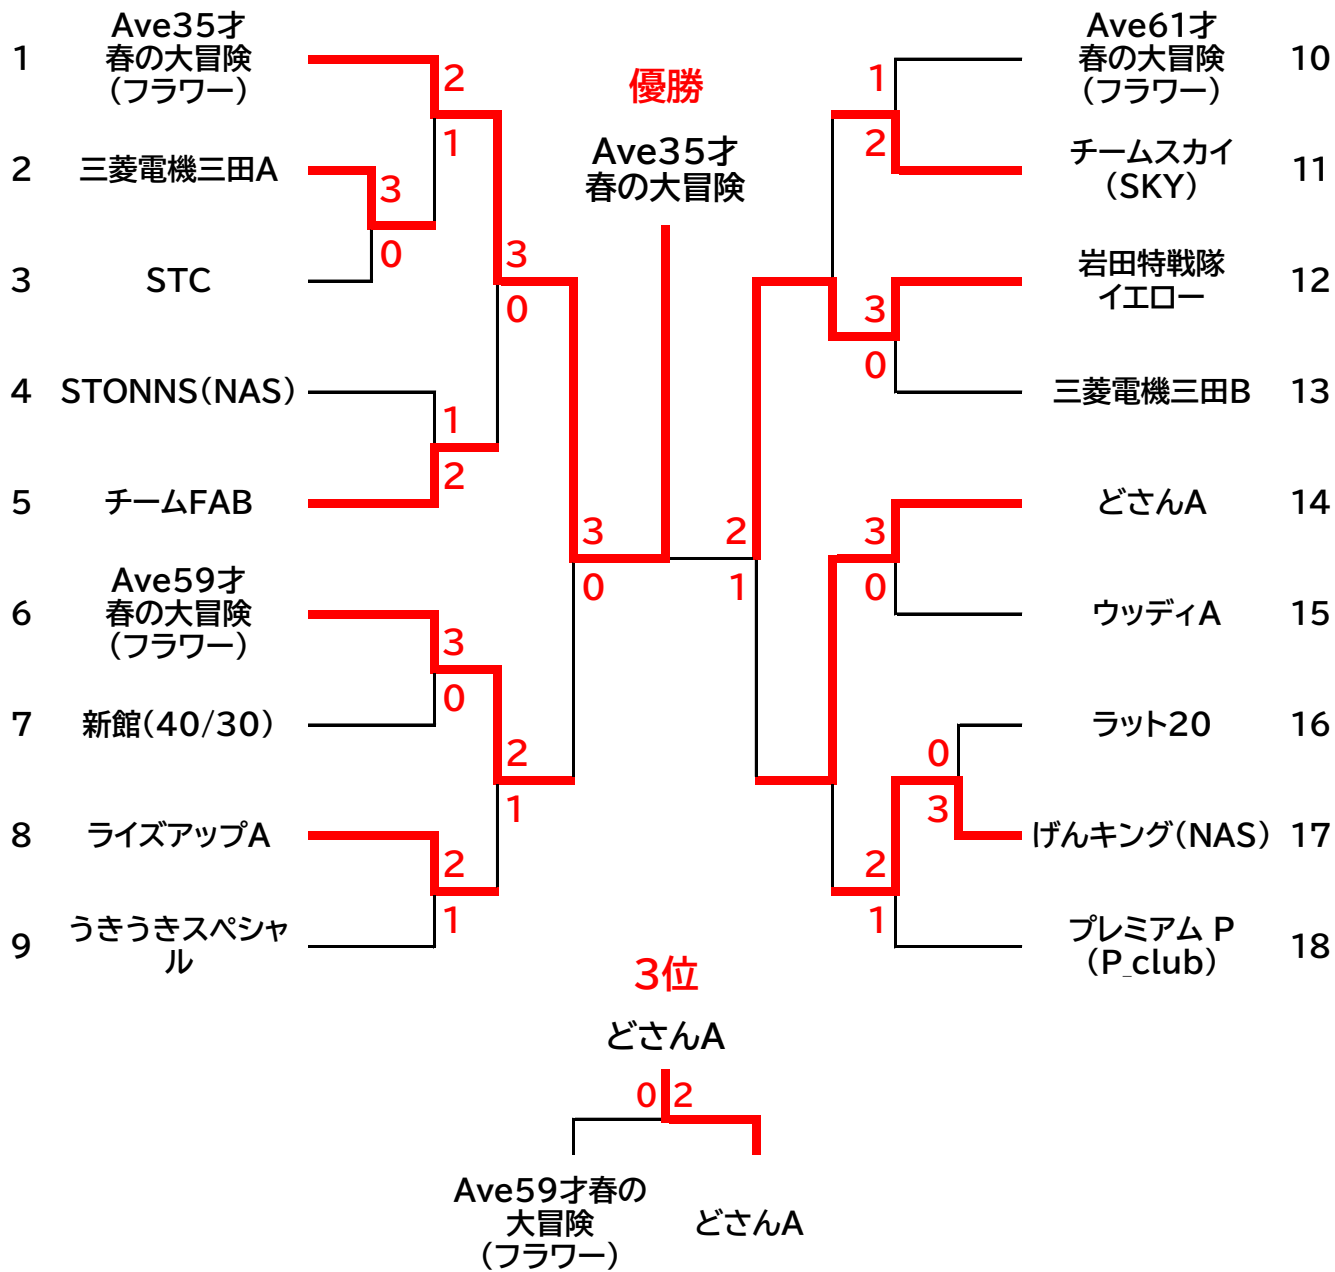 1
Ave35才
春の大冒険
（フラワー）
2
三菱電機三田A
3
STC
4
STONNS(NAS)
5
チームFAB
6
Ave59才
春の大冒険
（フラワー）
7
新館(40/30)
8
ライズアップA
9
うきうきスペシャ
ル
2
1
3
0
3
0
1
2
3
0
2
1
2
1
3
0
優勝
Ave35才
春の大冒険
2
1
1
2
3
0
3
0
0
3
2
1
Ave61才
春の大冒険
（フラワー）
10
チームスカイ
（SKY）
11
岩田特戦隊
イエロー
12
三菱電機三田B
13
どさんA
14
ウッディA
15
ラット20
16
げんキング(NAS)
17
プレミアム P
（P_club）
18
3位
どさんA
0 2
Ave59才春の
大冒険
（フラワー）
どさんA